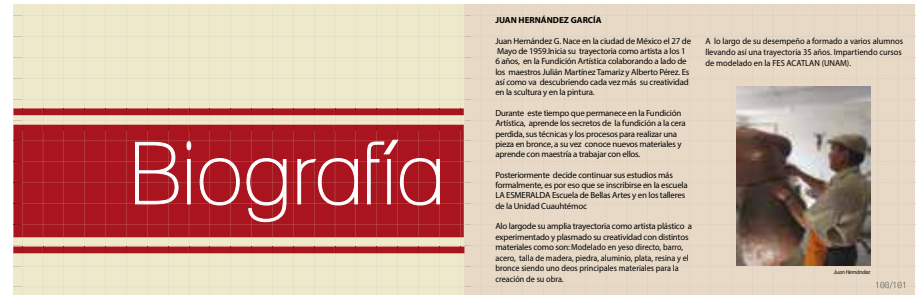 Biografía
JUAN HERNÁNDEZ GARCÍA
Juan Hernández G. Nace en la ciudad de México el 27 de
Mayo de 1959.Inicia su trayectoria como artista a los 1
6 años, en la Fundición Artística colaborando a lado de
los maestros Julián Martínez Tamariz y Alberto Pérez. Es
así como va descubriendo cada vez más su creatividad
en la scultura y en la pintura.
Durante este tiempo que permanece en la Fundición
Artística, aprende los secretos de la fundición a la cera
perdida, sus técnicas y los procesos para realizar una
pieza en bronce, a su vez conoce nuevos materiales y
aprende con maestría a trabajar con ellos.
Posteriormente decide continuar sus estudios más
formalmente, es por eso que se inscribirse en la escuela
LA ESMERALDA Escuela de Bellas Artes y en los talleres
de la Unidad Cuauhtémoc
Alo largode su amplia trayectoria como artista plástico a
experimentado y plasmado su creatividad con distintos
materiales como son: Modelado en yeso directo, barro,
acero, talla de madera, piedra, aluminio, plata, resina y el
bronce siendo uno deos principales materiales para la
creación de su obra.
A lo largo de su desempeño a formado a varios alumnos
llevando así una trayectoria 35 años. Impartiendo cursos
de modelado en la FES ACATLAN (UNAM).
Juan Hernández
100/101